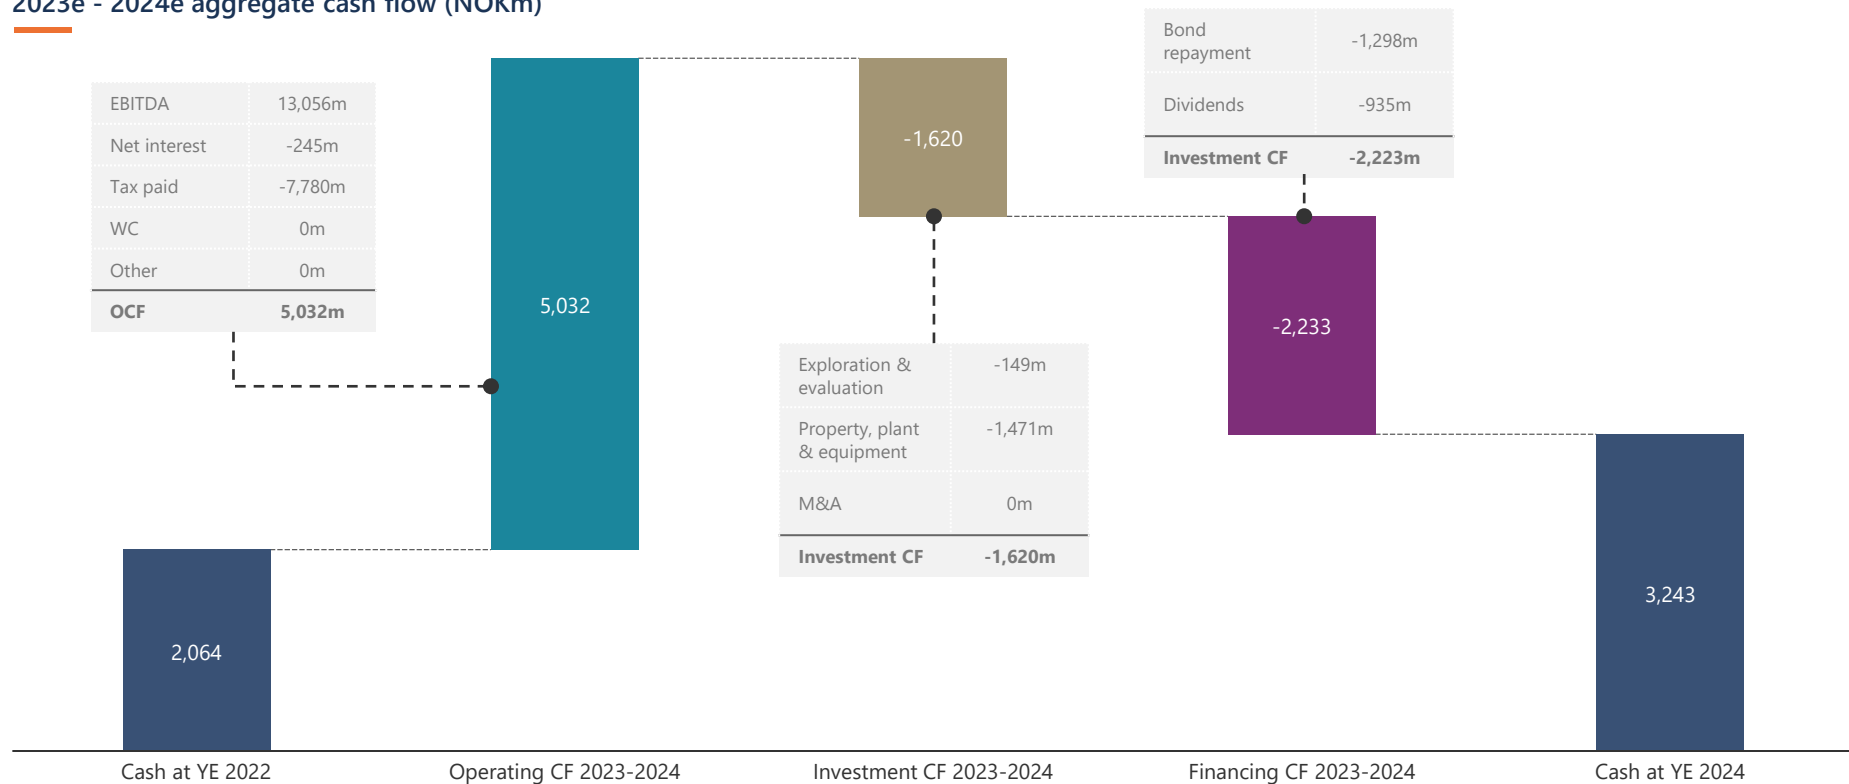 2023e - 2024e aggregate cash flow (NOKm)
Bond repayment -1,298m
Dividends -935m
Investment CF -2,223m
EBITDA 13,056m
Net interest -245m
Tax paid -7,780m
WC 0m
Other 0m
OCF 5,032m
-1,620
5,032
-2,233
Exploration & evaluation -149m
Property, plant & equipment -1,471m
M&A 0m
Investment CF -1,620m
2,064
3,243
Cash at YE 2022
Operating CF 2023-2024
Investment CF 2023-2024
Financing CF 2023-2024
Cash at YE 2024